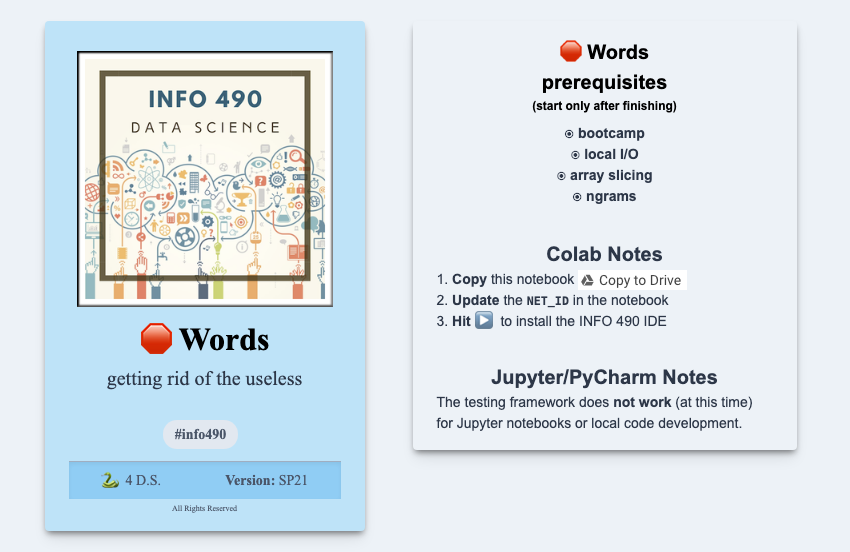 INFO 490
DATA SCIENCE
🛑 Words
getting rid of the useless
#info490
🐍 4 D.S.
Version: SP21
All Rights Reserved
🛑 Words
prerequisites
(start only after finishing)
⦿ bootcamp
⦿ local I/O
⦿ array slicing
⦿ ngrams
Colab Notes
1. Copy this notebook Copy to Drive
2. Update the NET_ID in the notebook
3. Hit ▶️ to install the INFO 490 IDE
Jupyter/PyCharm Notes
The testing framework does not work (at this time)
for Jupyter notebooks or local code development.